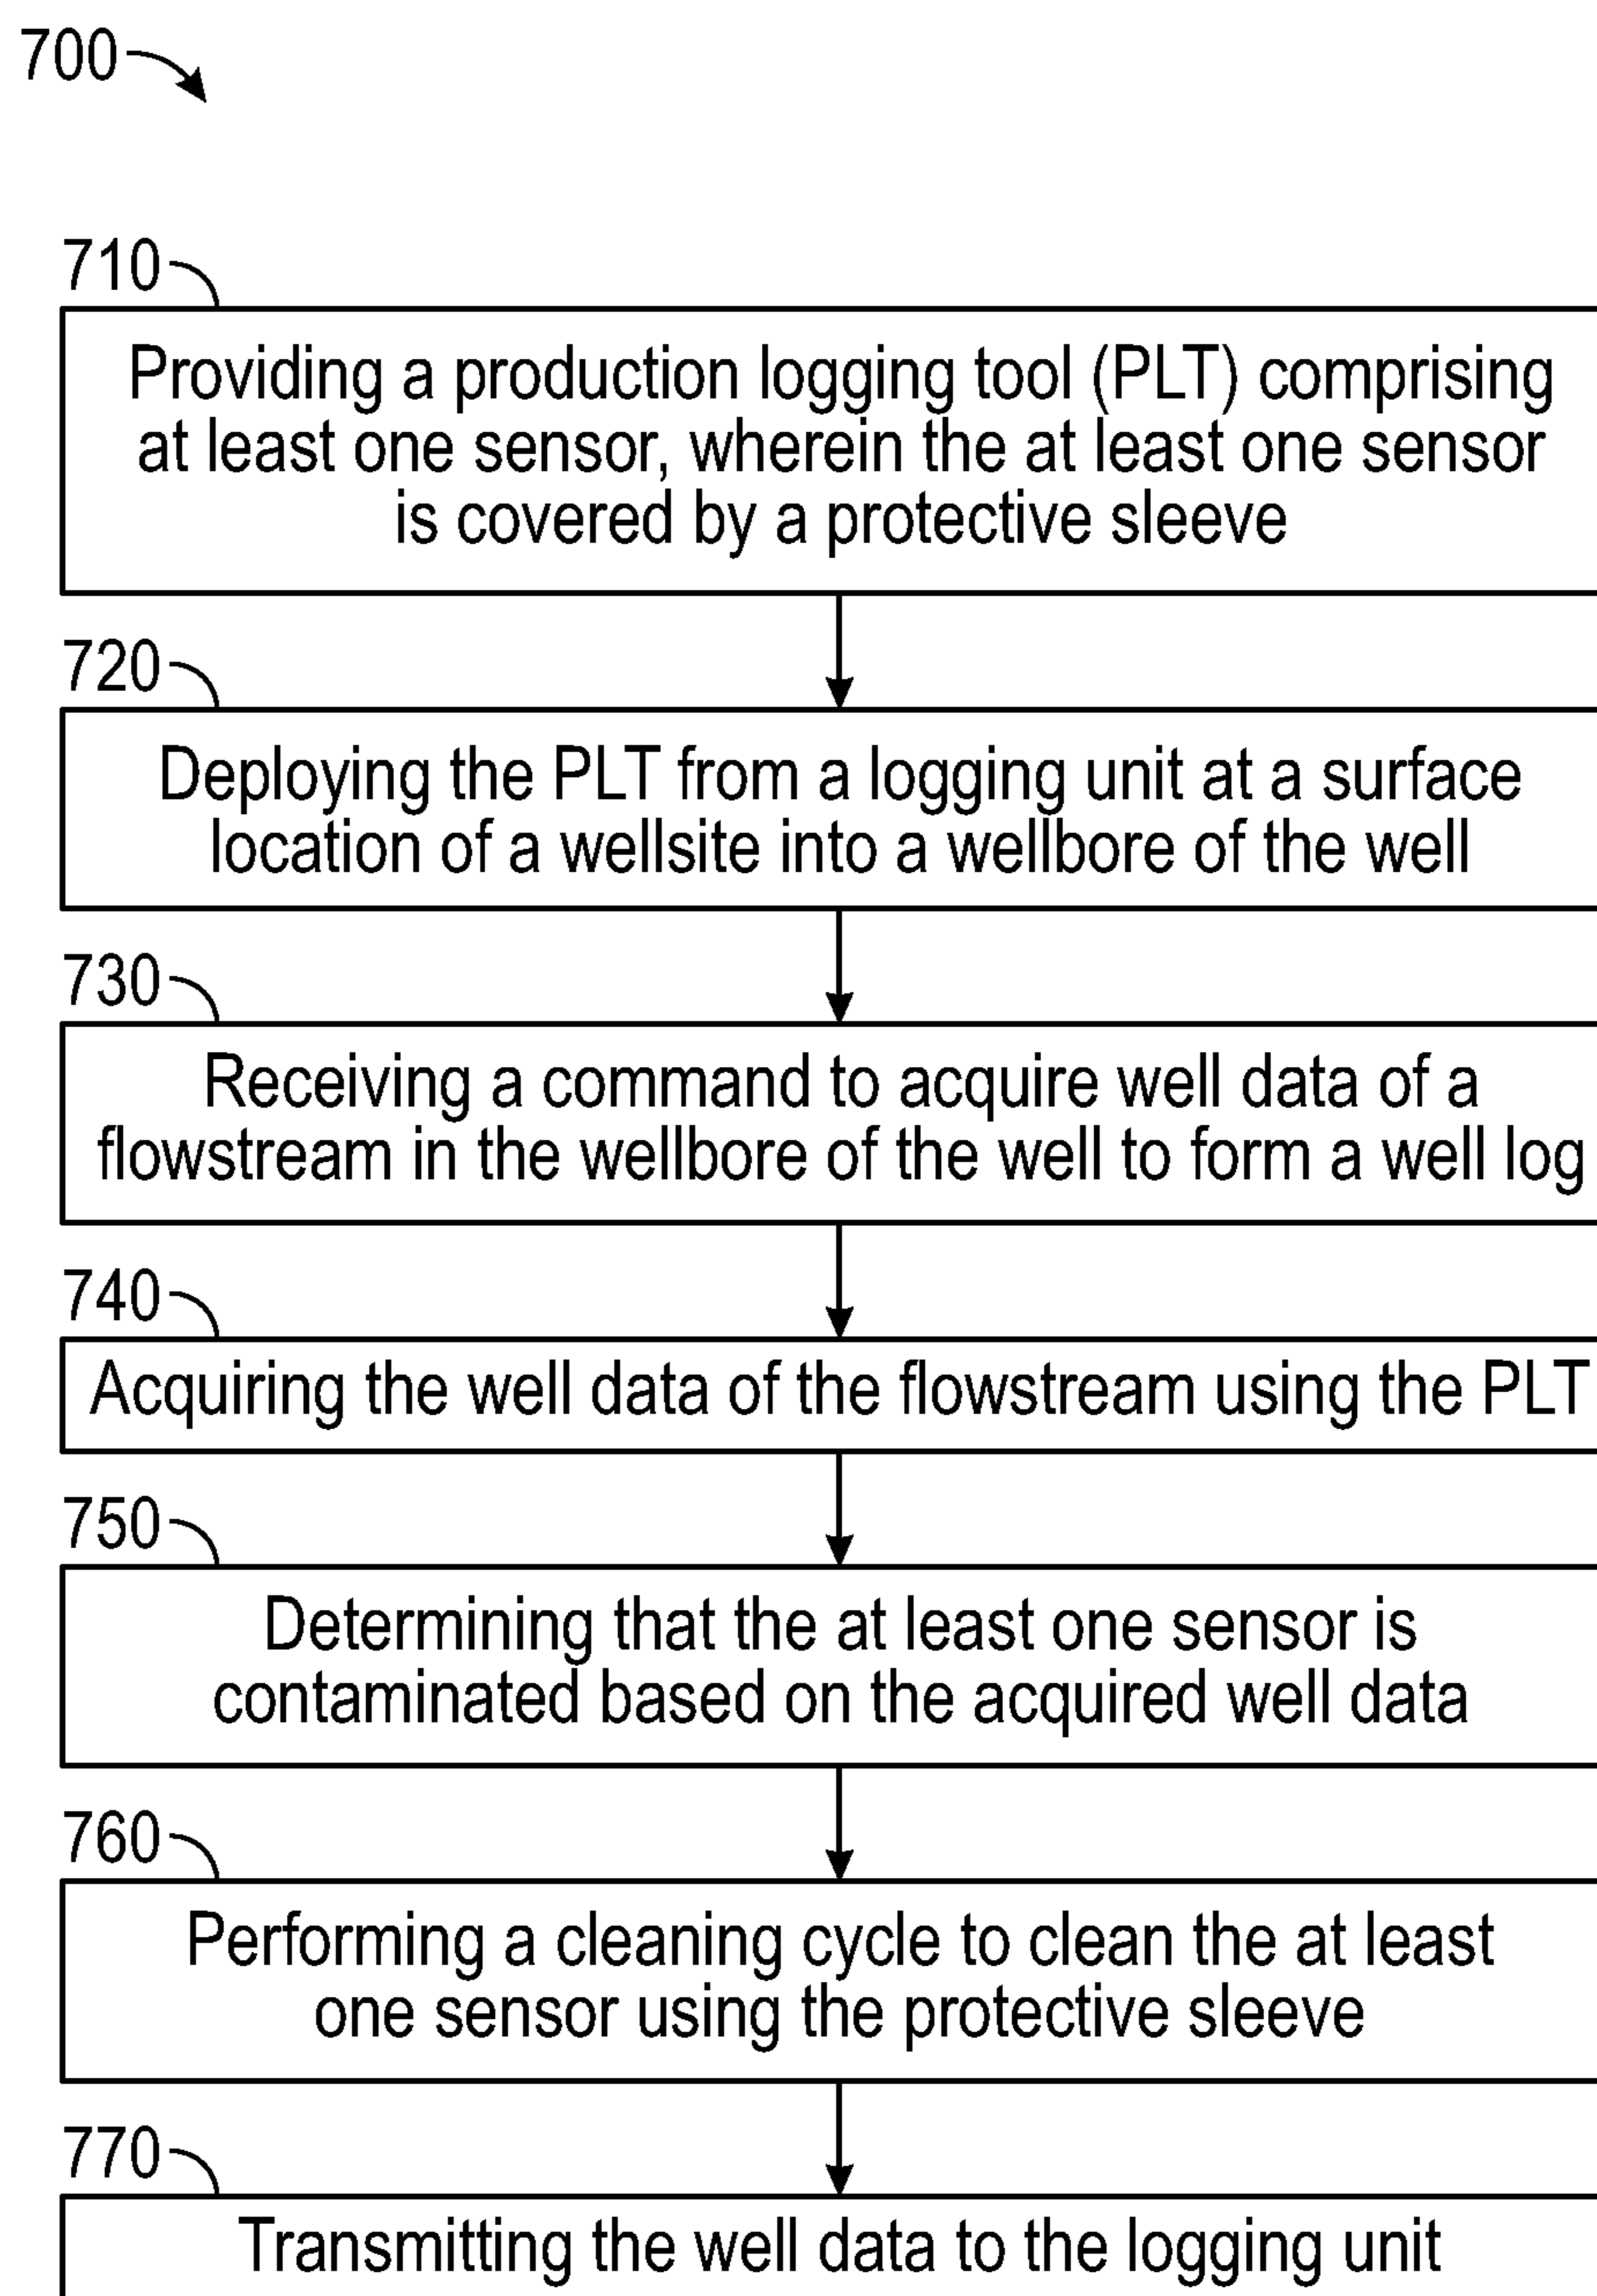 700
710
Providing a production logging tool (PLT) comprising
at least one sensor, wherein the at least one sensor
is covered by a protective sleeve
720
Deploying the PLT from a logging unit at a surface
location of a wellsite into a wellbore of the well
730
Receiving a command to acquire well data of a
flowstream in the wellbore of the well to form a well log
740
Acquiring the well data of the flowstream using the PLT
750
Determining that the at least one sensor is
contaminated based on the acquired well data
760
Performing a cleaning cycle to clean the at least
one sensor using the protective sleeve
770
Transmitting the well data to the logging unit